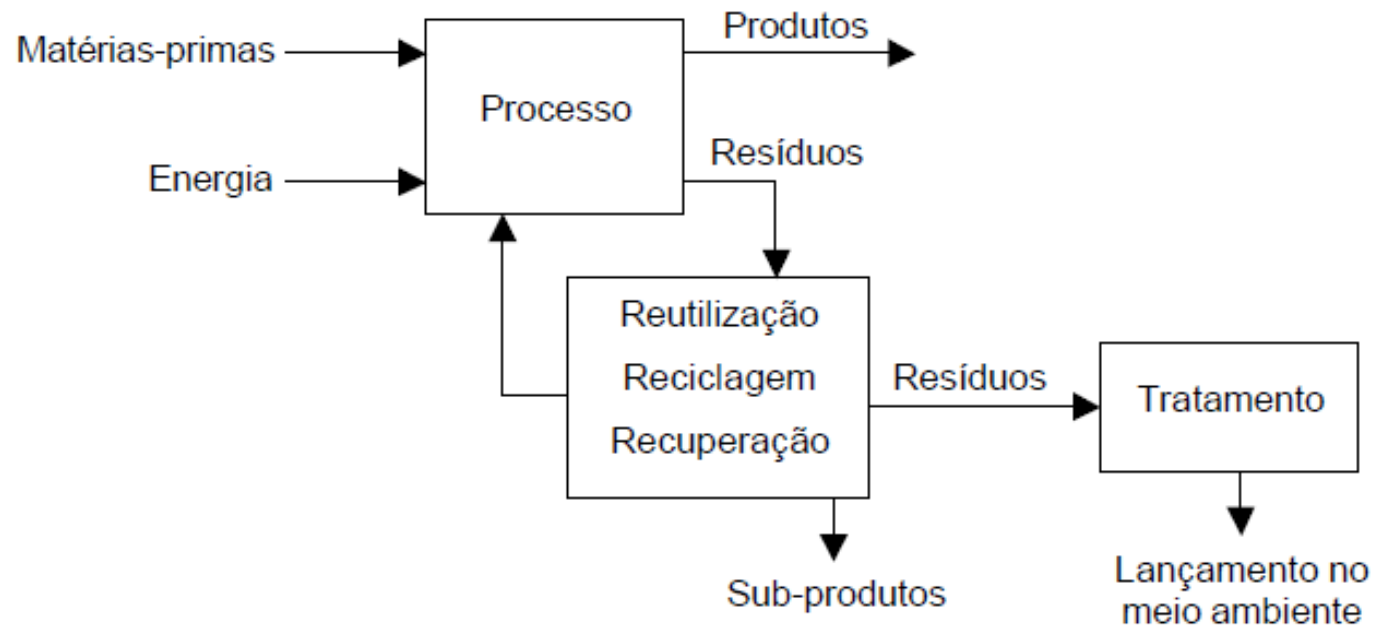 Matérias-primas
Produtos
Processo
Energia
Resíduos
Reutilização
Reciclagem
Recuperação
Resíduos
Tratamento
Sub-produtos
Lançamento no
meio ambiente